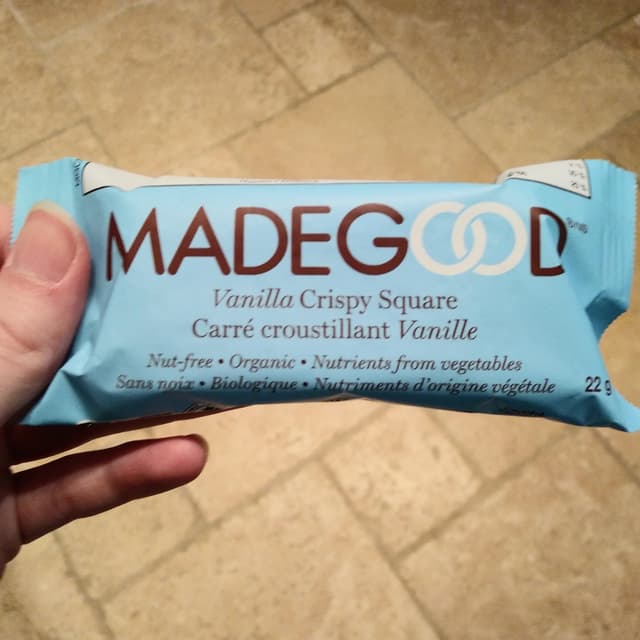 MADEGOOD
Vanilla Crispy Square
Carré croustillant Vanille
Nut-free • Organic • Nutrients from vegetables
Sans noix • Biologique • Nutriments d'origine végétale
22 g